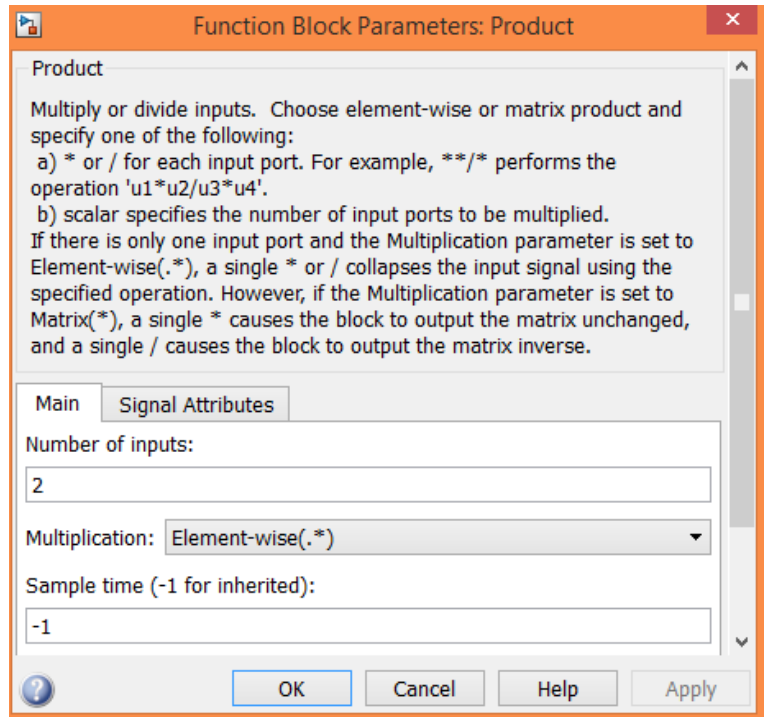 Function Block Parameters: Product
Product
Multiply or divide inputs.  Choose element-wise or matrix product and
specify one of the following:
a) * or / for each input port. For example, **/* performs the
operation 'u1*u2/u3*u4'.
b) scalar specifies the number of input ports to be multiplied.
If there is only one input port and the Multiplication parameter is set to
Element-wise(.*), a single * or / collapses the input signal using the
specified operation. However, if the Multiplication parameter is set to
Matrix(*), a single * causes the block to output the matrix unchanged,
and a single / causes the block to output the matrix inverse.
Main Signal Attributes
Number of inputs:
2
Multiplication: Element-wise(.*)
Sample time (-1 for inherited):
-1
? OK Cancel Help Apply